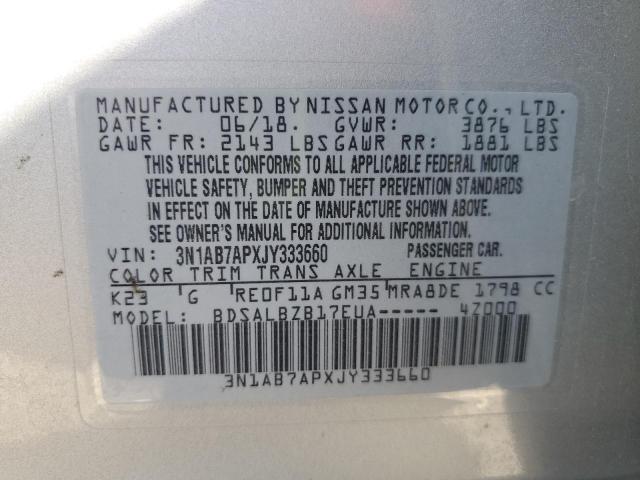 MANUFACTURED BY NISSAN MOTOR CO., LTD.
DATE: 06/18. GVWR: 3876 LBS
GAWR FR: 2143 LBS GAWR RR: 1881 LBS
THIS VEHICLE CONFORMS TO ALL APPLICABLE FEDERAL MOTOR
VEHICLE SAFETY, BUMPER AND THEFT PREVENTION STANDARDS
IN EFFECT ON THE DATE OF MANUFACTURE SHOWN ABOVE.
SEE OWNER'S MANUAL FOR ADDITIONAL INFORMATION.
VIN: 3N1AB7APXJY333660 PASSENGER CAR.
COLOR TRIM TRANS AXLE ENGINE
K23 G RE0F11A GM35 MRA8DE 1798 CC
MODEL: BDSALBZB17EUA----- 4Z000
3N1AB7APXJY333660